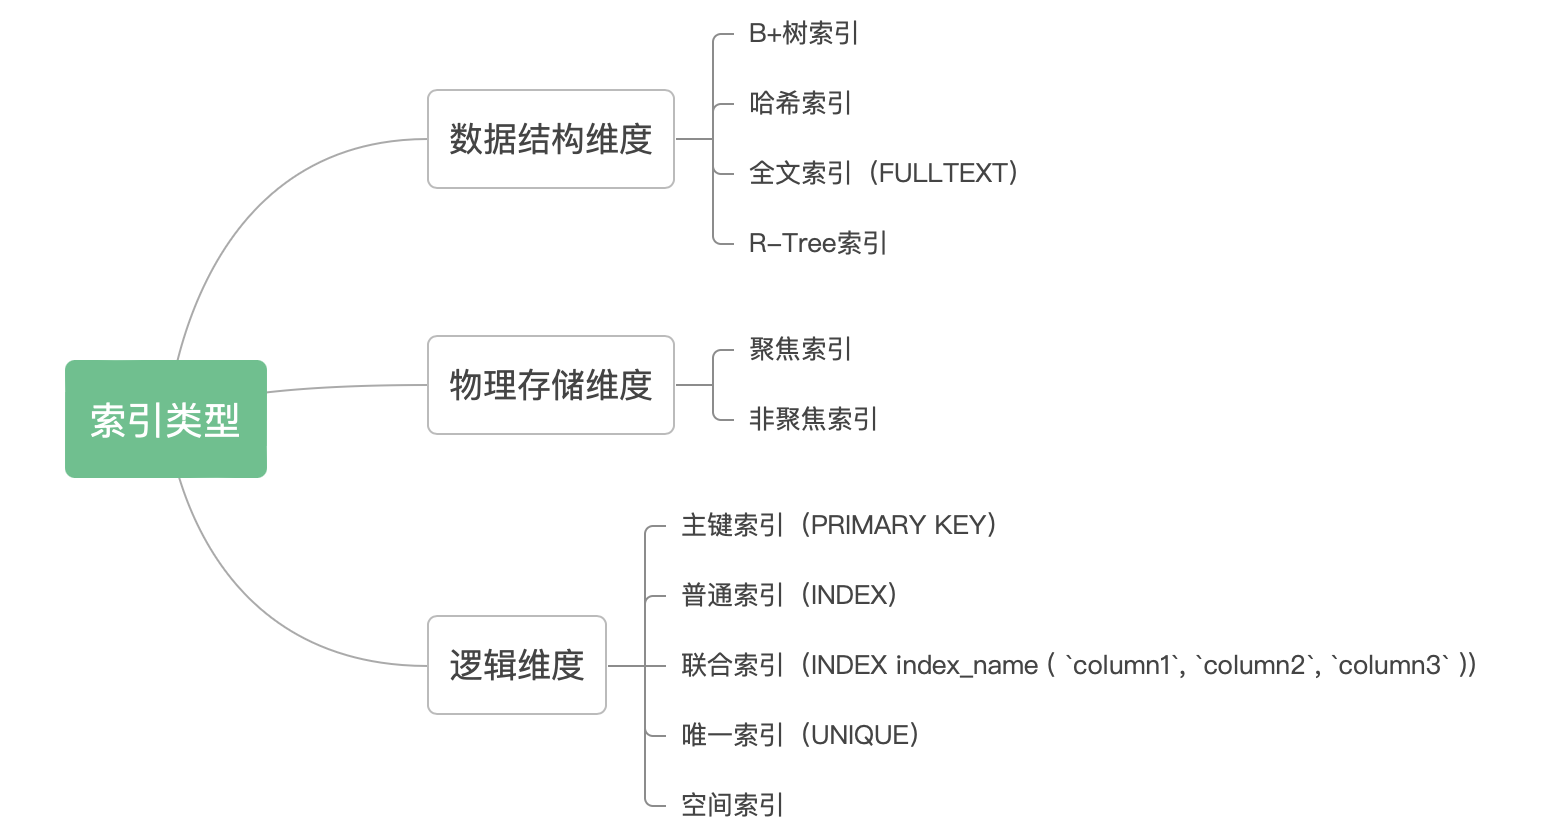 索引类型
数据结构维度
B+树索引
哈希索引
全文索引（FULLTEXT）
R-Tree索引
物理存储维度
聚焦索引
非聚焦索引
逻辑维度
主键索引（PRIMARY KEY）
普通索引（INDEX）
联合索引（INDEX index_name ( `column1`, `column2`, `column3` ))
唯一索引（UNIQUE）
空间索引